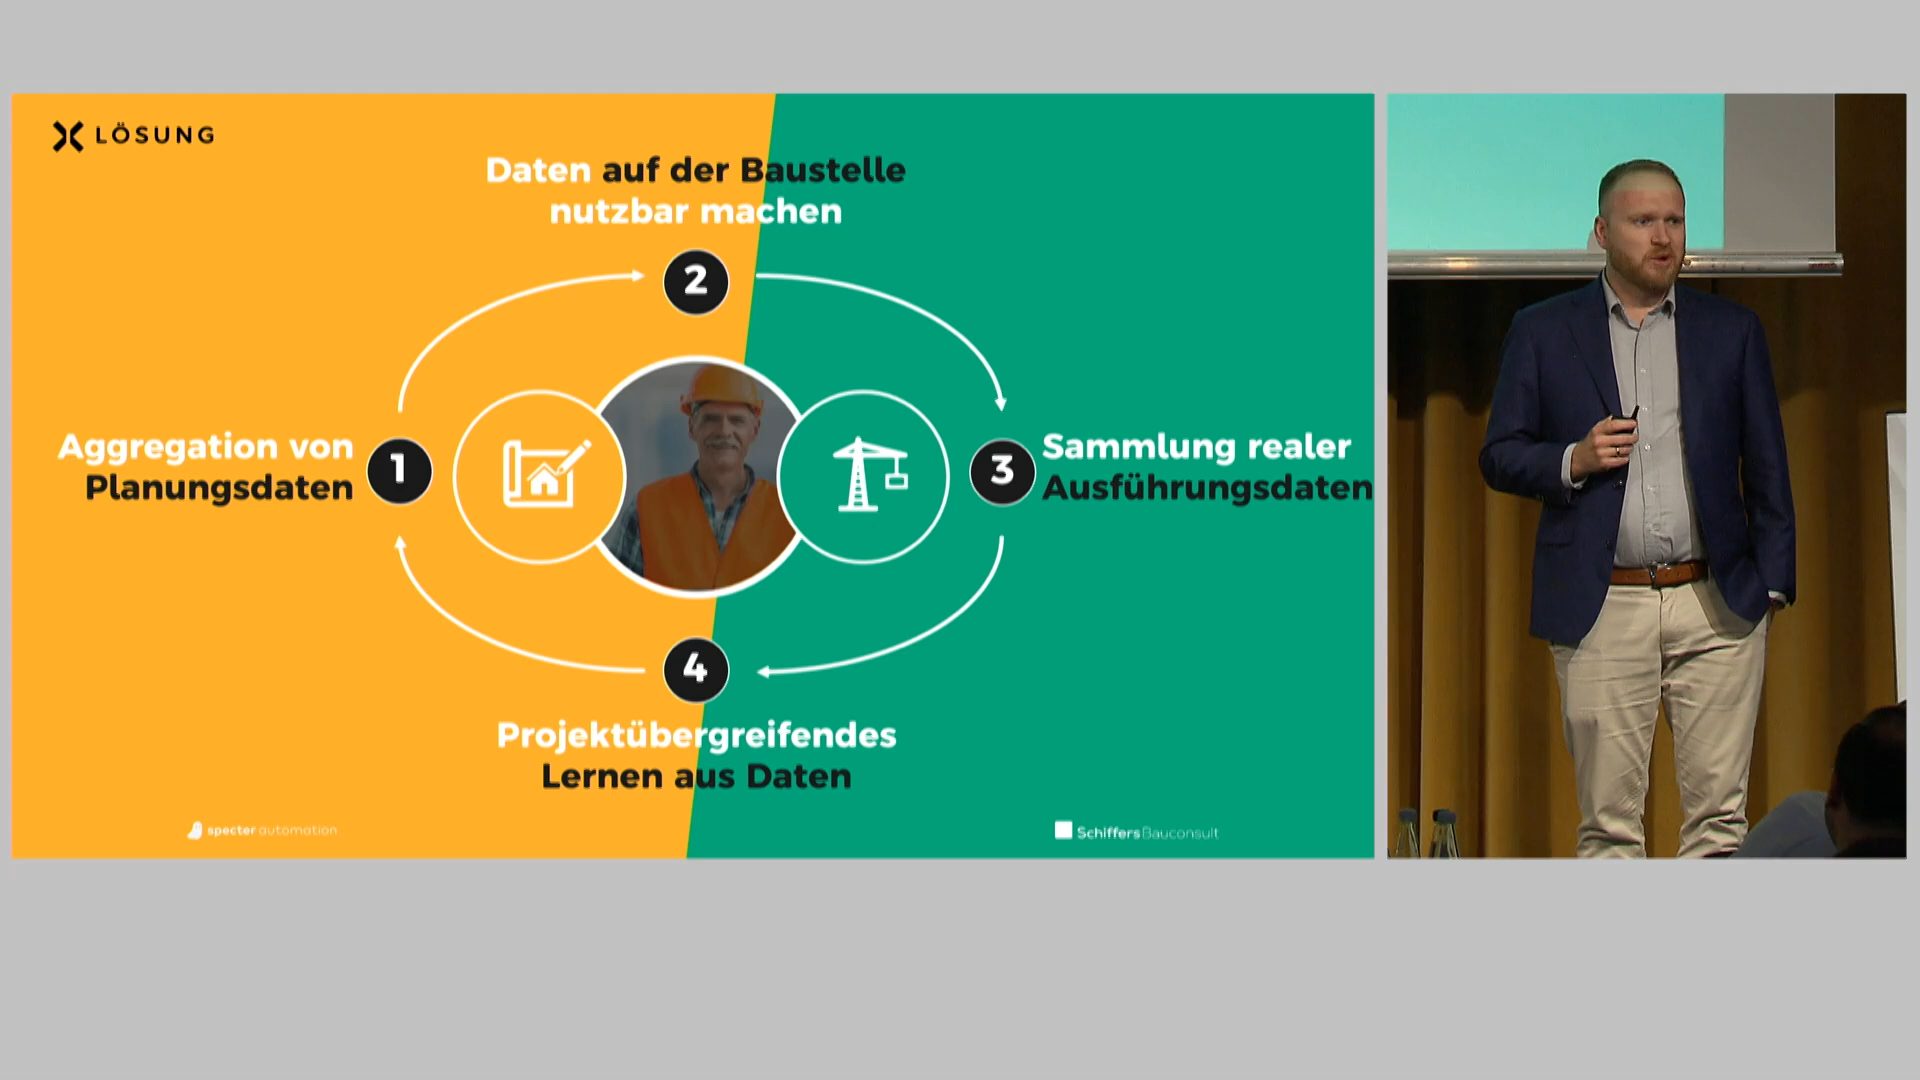 LÖSUNG
Daten auf der Baustelle
nutzbar machen
2
Aggregation von
Planungsdaten
1
3
Sammlung realer
Ausführungsdaten
4
Projektübergreifendes
Lernen aus Daten
specter automation
Schiffers Bauconsult